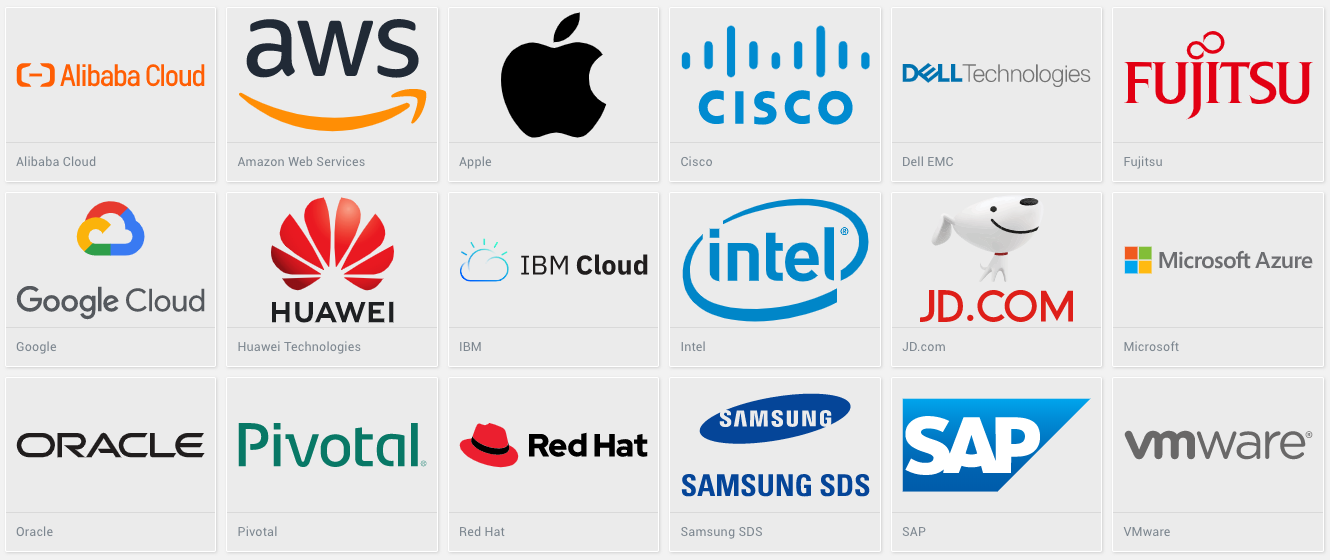 Alibaba Cloud
Alibaba Cloud
aws
Amazon Web Services
Apple
CISCO
Cisco
DELLTechnologies
Dell EMC
FUJITSU
Fujitsu
Google Cloud
Google
HUAWEI
Huawei Technologies
IBM Cloud
IBM
intel®
Intel
JD.COM
JD.com
Microsoft Azure
Microsoft
ORACLE
Oracle
Pivotal®
Pivotal
Red Hat
Red Hat
SAMSUNG
SAMSUNG SDS
Samsung SDS
SAP
SAP
vmware®
VMware